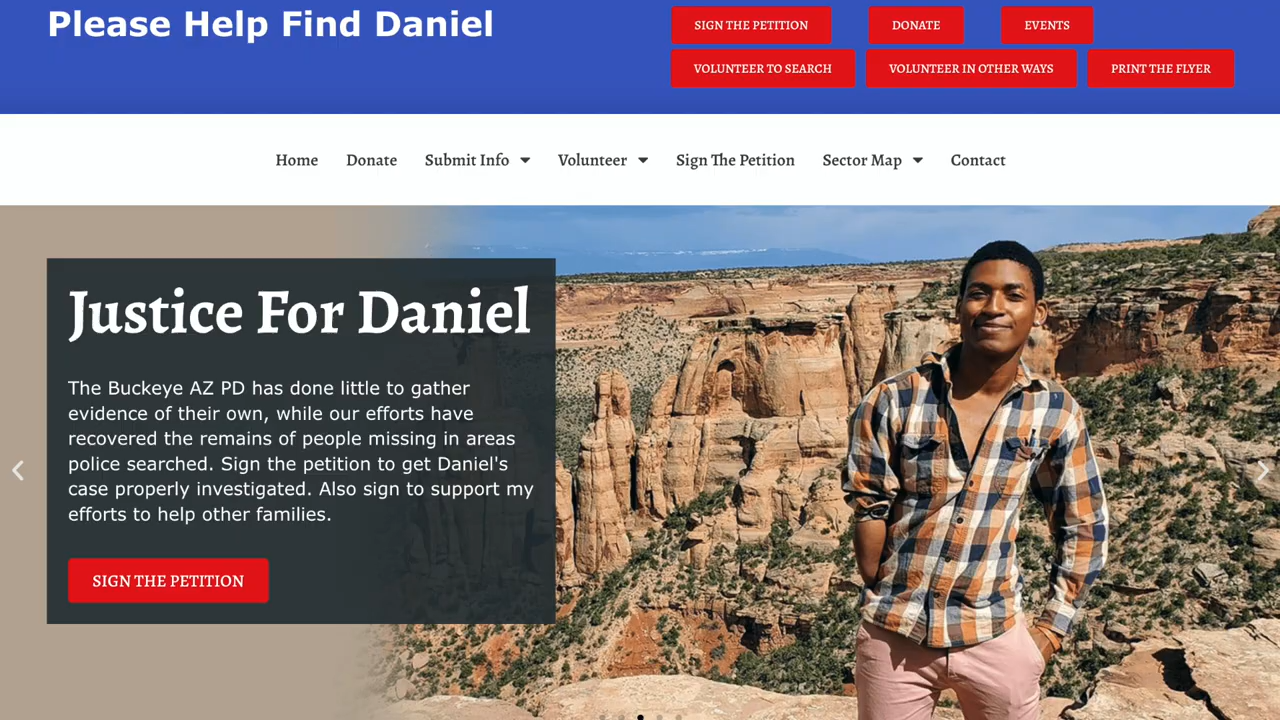 Please Help Find Daniel
SIGN THE PETITION
DONATE
EVENTS
VOLUNTEER TO SEARCH
VOLUNTEER IN OTHER WAYS
PRINT THE FLYER
Home
Donate
Submit Info
Volunteer
Sign The Petition
Sector Map
Contact
Justice For Daniel
The Buckeye AZ PD has done little to gather
evidence of their own, while our efforts have
recovered the remains of people missing in areas
police searched. Sign the petition to get Daniel's
case properly investigated. Also sign to support my
efforts to help other families.
SIGN THE PETITION